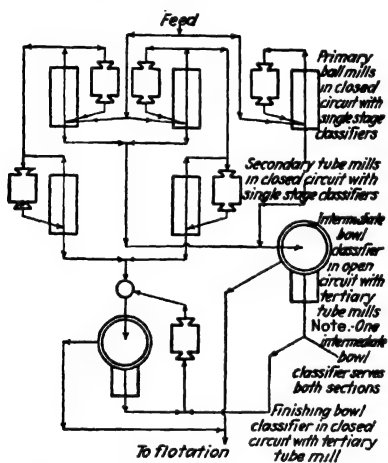 Feed
Primary
ball mills
in closed
circuit with
single stage
classifiers
Secondary tube mills
in closed circuit with
single stage classifiers
Intermediate
bowl
classifier
in open
circuit with
tertiary
tube mills
Note.-One
intermediate
bowl
classifier serves
both sections
Finishing bowl
classifier in closed
circuit with tertiary
tube mill
To flotation